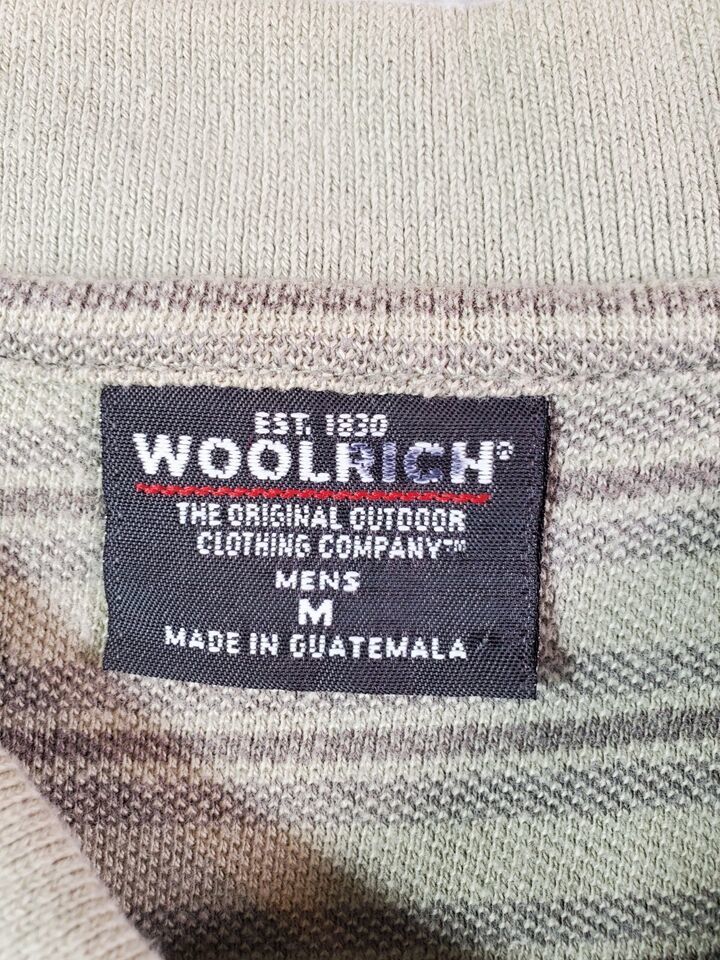 EST. 1830
WOOLRICH®
THE ORIGINAL OUTDOOR
CLOTHING COMPANY™
MENS
M
MADE IN GUATEMALA